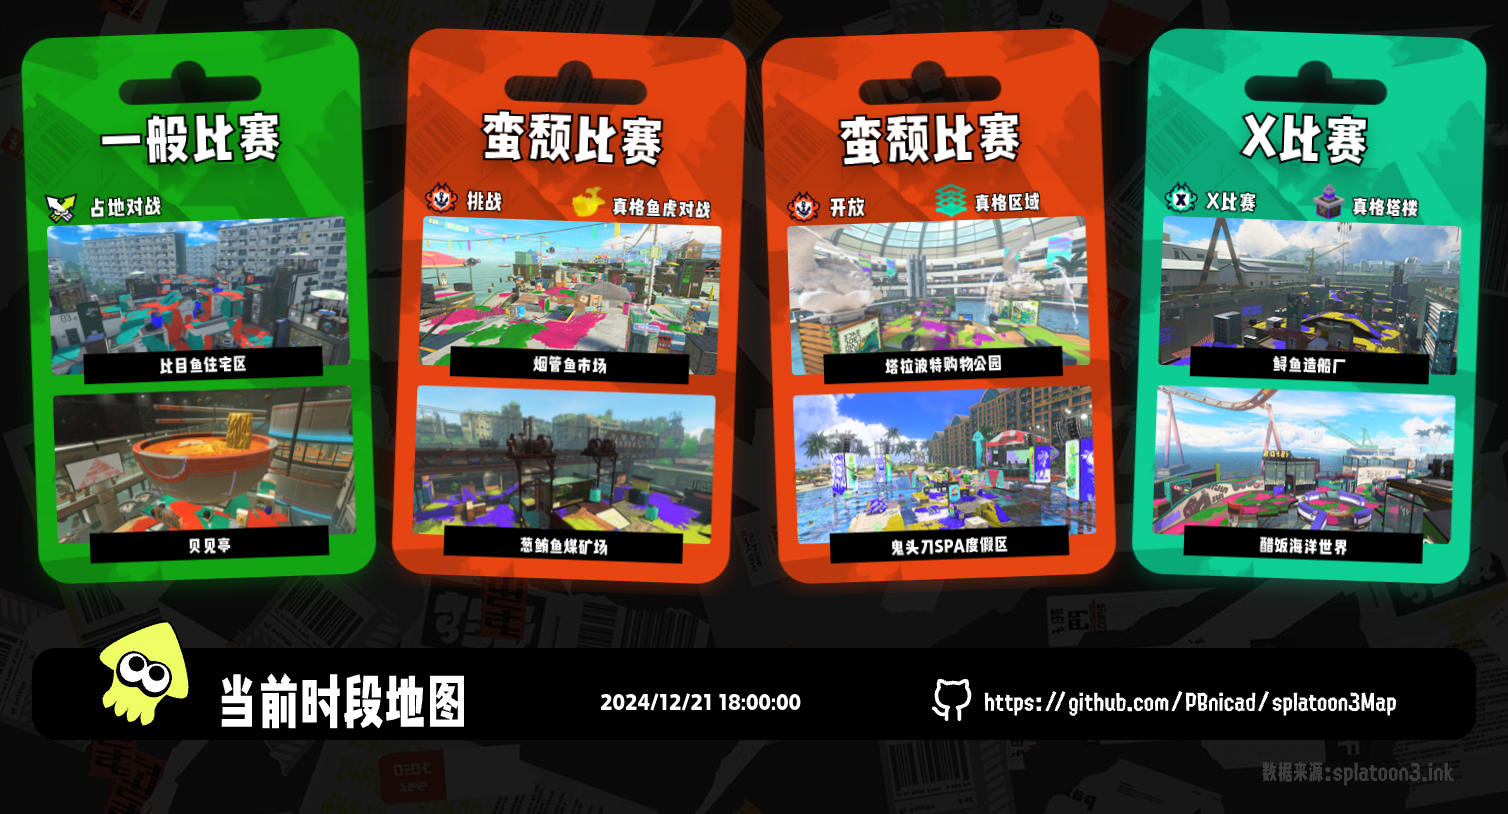 一般比赛
占地对战
比目鱼住宅区
贝见亭
蛮颓比赛
挑战
真格鱼虎对战
烟管鱼市场
葱鲔鱼煤矿场
蛮颓比赛
开放
真格区域
塔拉波特购物公园
鬼头刀SPA度假区
X比赛
X比赛
真格塔楼
鲟鱼造船厂
醋饭海洋世界
当前时段地图
2024/12/21 18:00:00
https://github.com/PBnicad/splatoon3Map
数据来源:splatoon3.ink